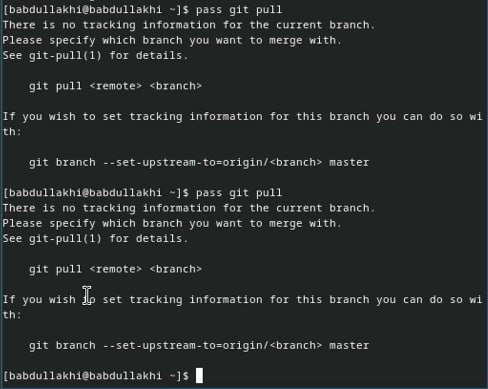 [babdullakhi@babdullakhi ~]$ pass git pull
There is no tracking information for the current branch.
Please specify which branch you want to merge with.
See git-pull(1) for details.
git pull <remote> <branch>
If you wish to set tracking information for this branch you can do so wi
th:
git branch --set-upstream-to=origin/<branch> master
[babdullakhi@babdullakhi ~]$ pass git pull
There is no tracking information for the current branch.
Please specify which branch you want to merge with.
See git-pull(1) for details.
git pull <remote> <branch>
If you wish to set tracking information for this branch you can do so wi
th:
git branch --set-upstream-to=origin/<branch> master
[babdullakhi@babdullakhi ~]$